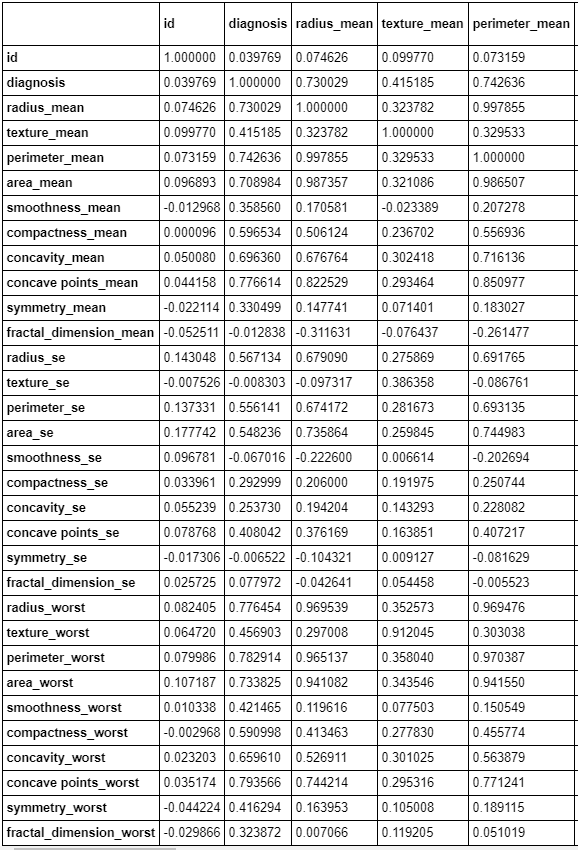 id diagnosis radius_mean texture_mean perimeter_mean
id 1.000000 0.039769 0.074626 0.099770 0.073159
diagnosis 0.039769 1.000000 0.730029 0.415185 0.742636
radius_mean 0.074626 0.730029 1.000000 0.323782 0.997855
texture_mean 0.099770 0.415185 0.323782 1.000000 0.329533
perimeter_mean 0.073159 0.742636 0.997855 0.329533 1.000000
area_mean 0.096893 0.708984 0.987357 0.321086 0.986507
smoothness_mean -0.012968 0.358560 0.170581 -0.023389 0.207278
compactness_mean 0.000096 0.596534 0.506124 0.236702 0.556936
concavity_mean 0.050080 0.696360 0.676764 0.302418 0.716136
concave points_mean 0.044158 0.776614 0.822529 0.293464 0.850977
symmetry_mean -0.022114 0.330499 0.147741 0.071401 0.183027
fractal_dimension_mean -0.052511 -0.012838 -0.311631 -0.076437 -0.261477
radius_se 0.143048 0.567134 0.679090 0.275869 0.691765
texture_se -0.007526 -0.008303 -0.097317 0.386358 -0.086761
perimeter_se 0.137331 0.556141 0.674172 0.281673 0.693135
area_se 0.177742 0.548236 0.735864 0.259845 0.744983
smoothness_se 0.096781 -0.067016 -0.222600 0.006614 -0.202694
compactness_se 0.033961 0.292999 0.206000 0.191975 0.250744
concavity_se 0.055239 0.253730 0.194204 0.143293 0.228082
concave points_se 0.078768 0.408042 0.376169 0.163851 0.407217
symmetry_se -0.017306 -0.006522 -0.104321 0.009127 -0.081629
fractal_dimension_se 0.025725 0.077972 -0.042641 0.054458 -0.005523
radius_worst 0.082405 0.776454 0.969539 0.352573 0.969476
texture_worst 0.064720 0.456903 0.297008 0.912045 0.303038
perimeter_worst 0.079986 0.782914 0.965137 0.358040 0.970387
area_worst 0.107187 0.733825 0.941082 0.343546 0.941550
smoothness_worst 0.010338 0.421465 0.119616 0.077503 0.150549
compactness_worst -0.002968 0.590998 0.413463 0.277830 0.455774
concavity_worst 0.023203 0.659610 0.526911 0.301025 0.563879
concave points_worst 0.035174 0.793566 0.744214 0.295316 0.771241
symmetry_worst -0.044224 0.416294 0.163953 0.105008 0.189115
fractal_dimension_worst -0.029866 0.323872 0.007066 0.119205 0.051019